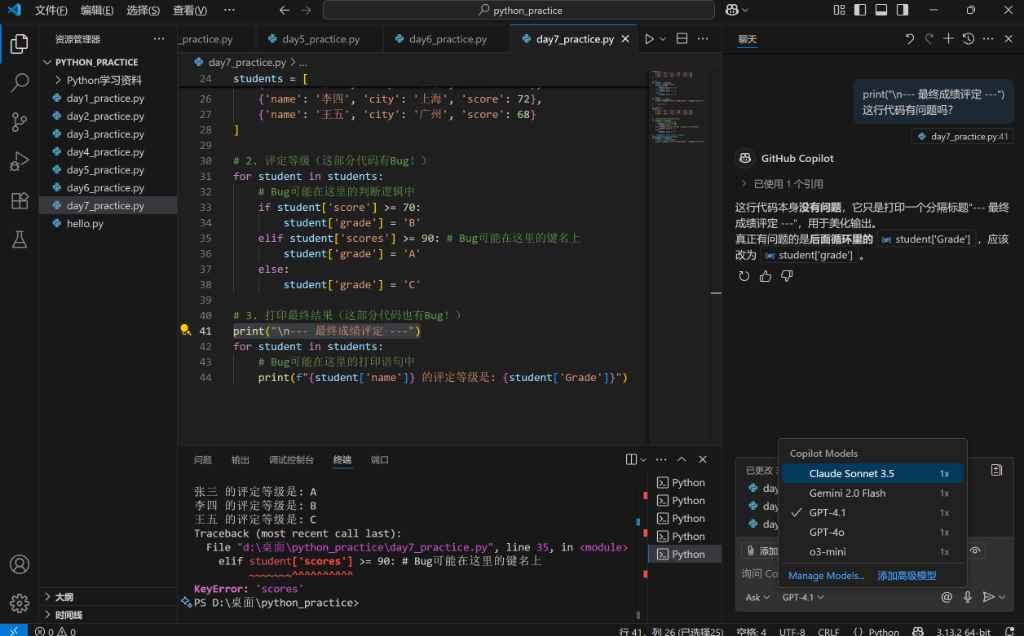 文件(F) 编辑(E) 选择(S) 查看(V) ··· python_practice
资源管理器 ···
_practice.py day5_practice.py day6_practice.py day7_practice.py
聊天
PYTHON_PRACTICE
Python学习资料
day1_practice.py
day2_practice.py
day3_practice.py
day4_practice.py
day5_practice.py
day6_practice.py
day7_practice.py
hello.py
大纲
时间线
day7_practice.py > ...
24 students = [
26 {'name': '李四', 'city': '上海', 'score': 72},
27 {'name': '王五', 'city': '广州', 'score': 68}
28 ]
29
30 # 2. 评定等级（这部分代码有Bug！）
31 for student in students:
32 # Bug可能在这里的判断逻辑中
33 if student['score'] >= 70:
34 student['grade'] = 'B'
35 elif student['scores'] >= 90: # Bug可能在这里的键名上
36 student['grade'] = 'A'
37 else:
38 student['grade'] = 'C'
39
40 # 3. 打印最终结果（这部分代码也有Bug！）
41 print("\n--- 最终成绩评定 ---")
42 for student in students:
43 # Bug可能在这里的打印语句中
44 print(f"{student['name']} 的评定等级是: {student['Grade']}")
问题 输出 调试控制台 终端 端口
张三 的评定等级是: A
李四 的评定等级是: B
王五 的评定等级是: C
Traceback (most recent call last):
File "d:\桌面\python_practice\day7_practice.py", line 35, in <module>
elif student['scores'] >= 90: # Bug可能在这里的键名上
~~~~~~~^^^^^^^^^^
KeyError: 'scores'
PS D:\桌面\python_practice>
Python
Python
Python
Python
Python
print("\n--- 最终成绩评定 ---")
这行代码有问题吗?
day7_practice.py:41
GitHub Copilot
已使用 1 个引用
这行代码本身没有问题，它只是打印一个分隔标题"--- 最终
成绩评定 ---"，用于美化输出。
真正有问题的是后面循环里的 student['Grade'] ，应该
改为 student['grade'] 。
Copilot Models
Claude Sonnet 3.5 1x
Gemini 2.0 Flash 1x
GPT-4.1 1x
GPT-4o 1x
o3-mini 1x
Manage Models... 添加高级模型
已更改
day
day
day
添加
询问 Co
Ask GPT-4.1
0 0 行 41，列 26 (已选择25) 空格: 4 UTF-8 CRLF {} Python 3.13.2 64-bit